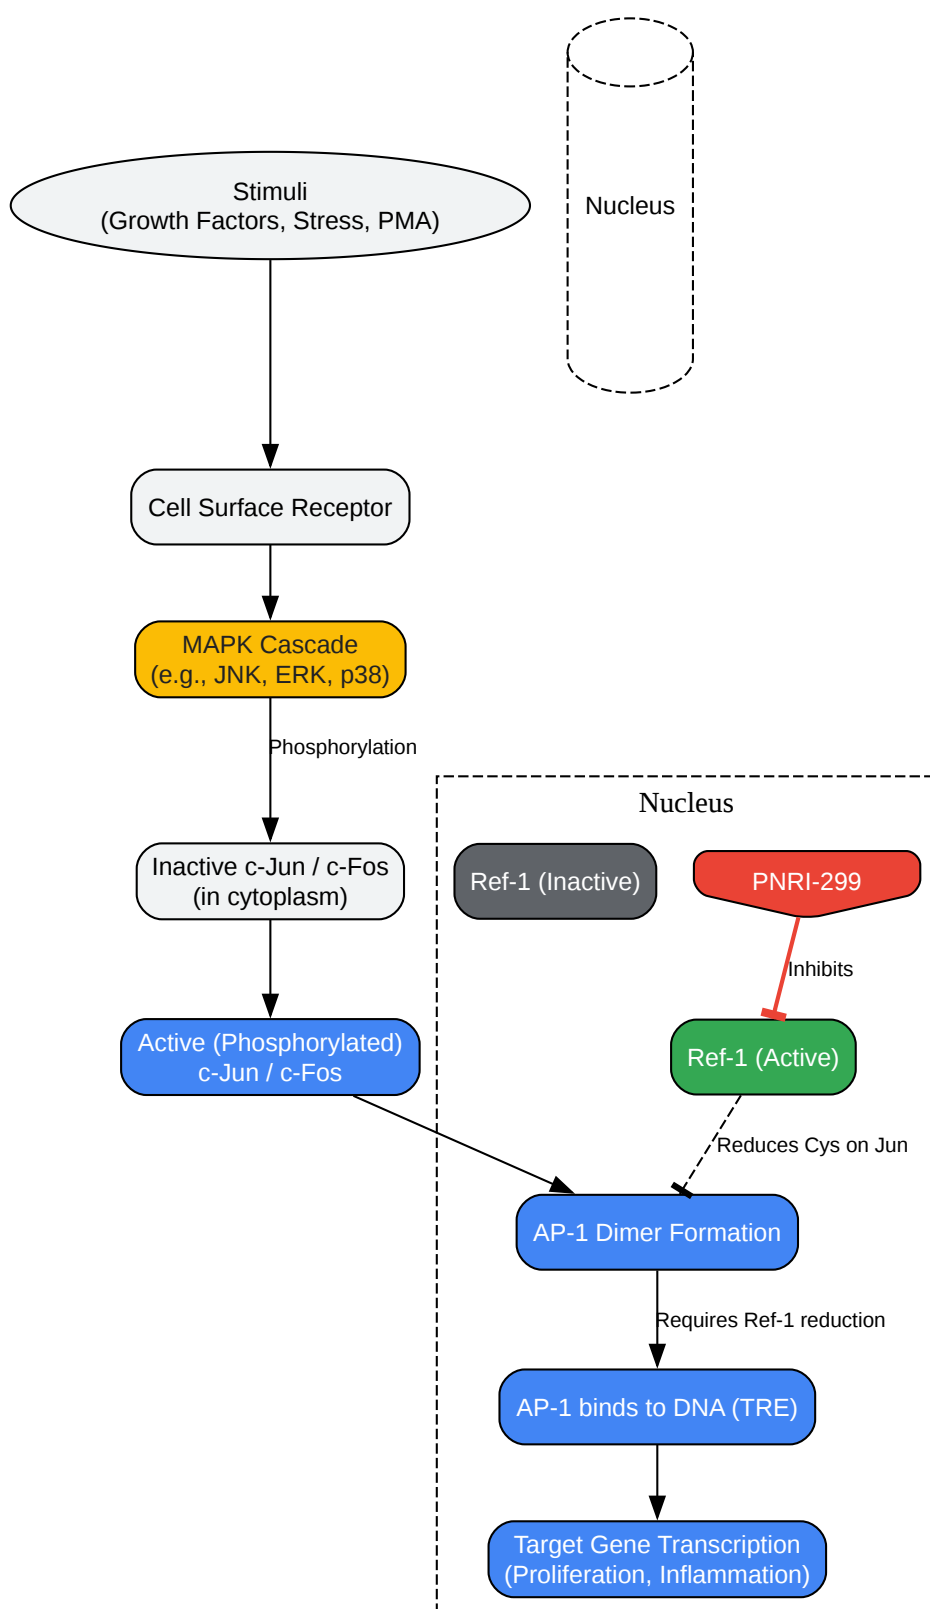 Nucleus
Stimuli
(Growth Factors, Stress, PMA)
Cell Surface Receptor
MAPK Cascade
(e.g., JNK, ERK, p38)
Phosphorylation
Nucleus
Inactive c-Jun / c-Fos
(in cytoplasm)
Ref-1 (Inactive)
PNRI-299
Inhibits
Active (Phosphorylated)
c-Jun / c-Fos
Ref-1 (Active)
Reduces Cys on Jun
AP-1 Dimer Formation
Requires Ref-1 reduction
AP-1 binds to DNA (TRE)
Target Gene Transcription
(Proliferation, Inflammation)